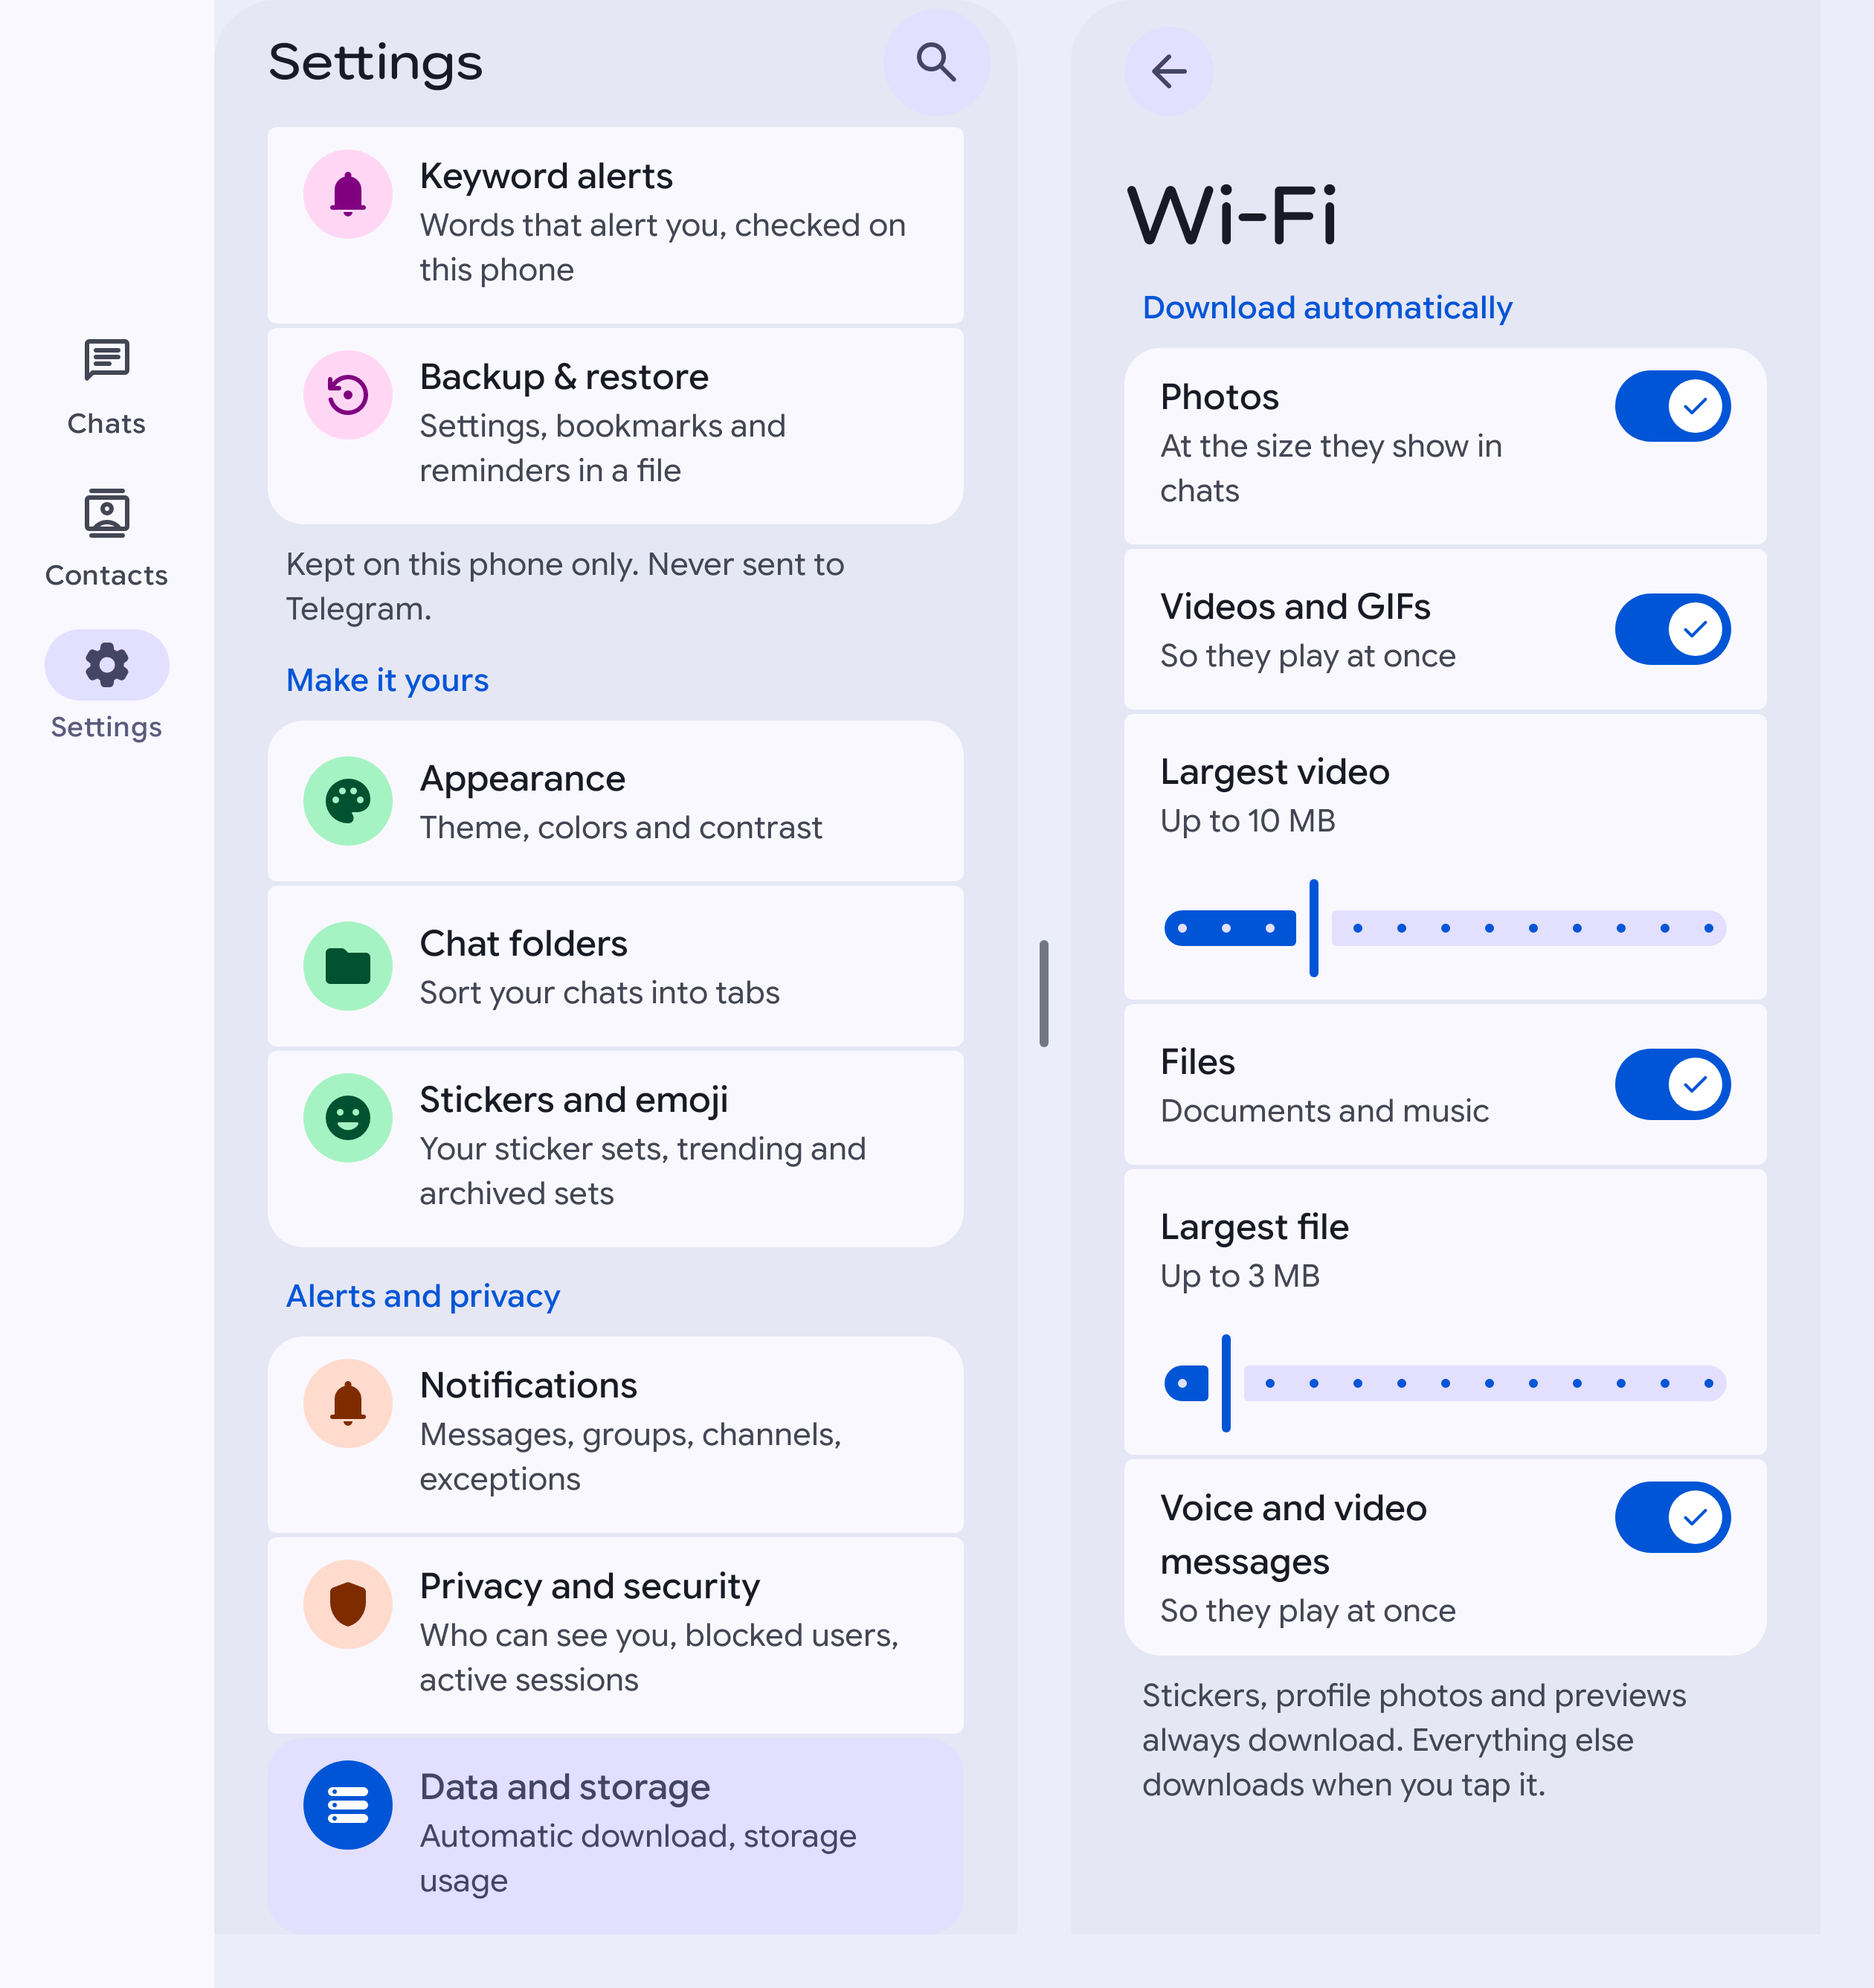 Chats
Contacts
Settings
Settings
Keyword alerts
Words that alert you, checked on
this phone
Backup & restore
Settings, bookmarks and
reminders in a file
Kept on this phone only. Never sent to
Telegram.
Make it yours
Appearance
Theme, colors and contrast
Chat folders
Sort your chats into tabs
Stickers and emoji
Your sticker sets, trending and
archived sets
Alerts and privacy
Notifications
Messages, groups, channels,
exceptions
Privacy and security
Who can see you, blocked users,
active sessions
Data and storage
Automatic download, storage
usage
Wi-Fi
Download automatically
Photos
At the size they show in
chats
Videos and GIFs
So they play at once
Largest video
Up to 10 MB
Files
Documents and music
Largest file
Up to 3 MB
Voice and video
messages
So they play at once
Stickers, profile photos and previews
always download. Everything else
downloads when you tap it.